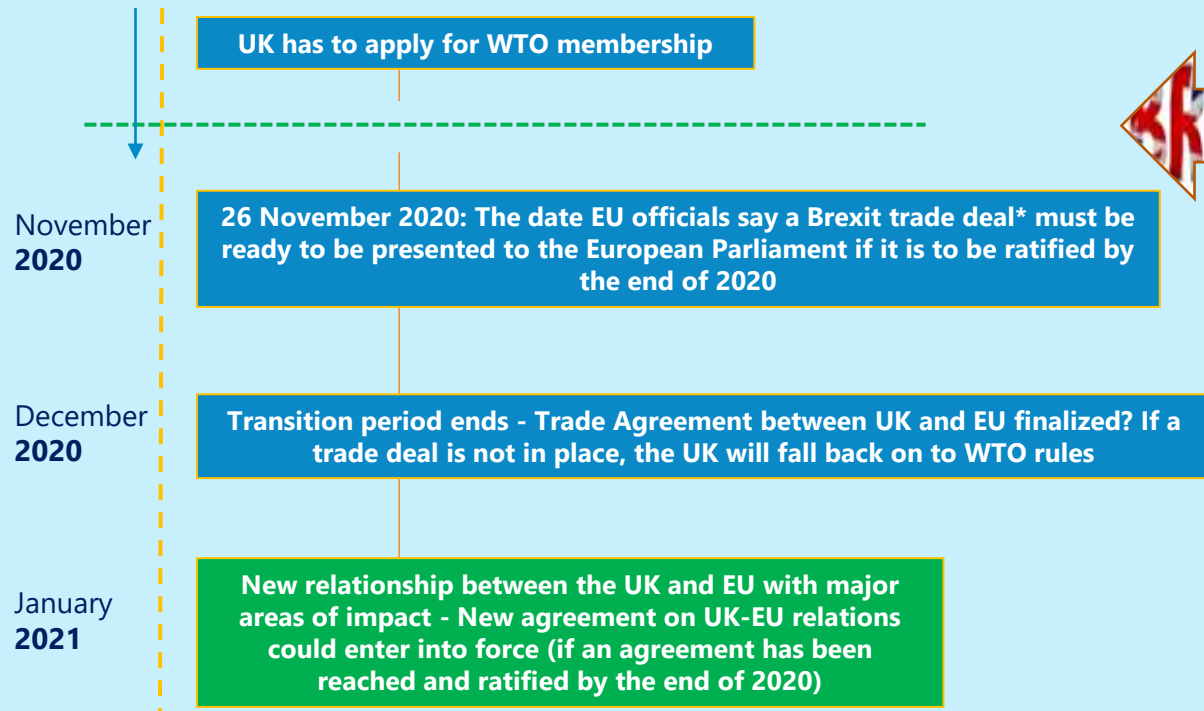 UK has to apply for WTO membership
November
2020
26 November 2020: The date EU officials say a Brexit trade deal* must be
ready to be presented to the European Parliament if it is to be ratified by
the end of 2020
December
2020
Transition period ends - Trade Agreement between UK and EU finalized? If a
trade deal is not in place, the UK will fall back on to WTO rules
January
2021
New relationship between the UK and EU with major
areas of impact - New agreement on UK-EU relations
could enter into force (if an agreement has been
reached and ratified by the end of 2020)